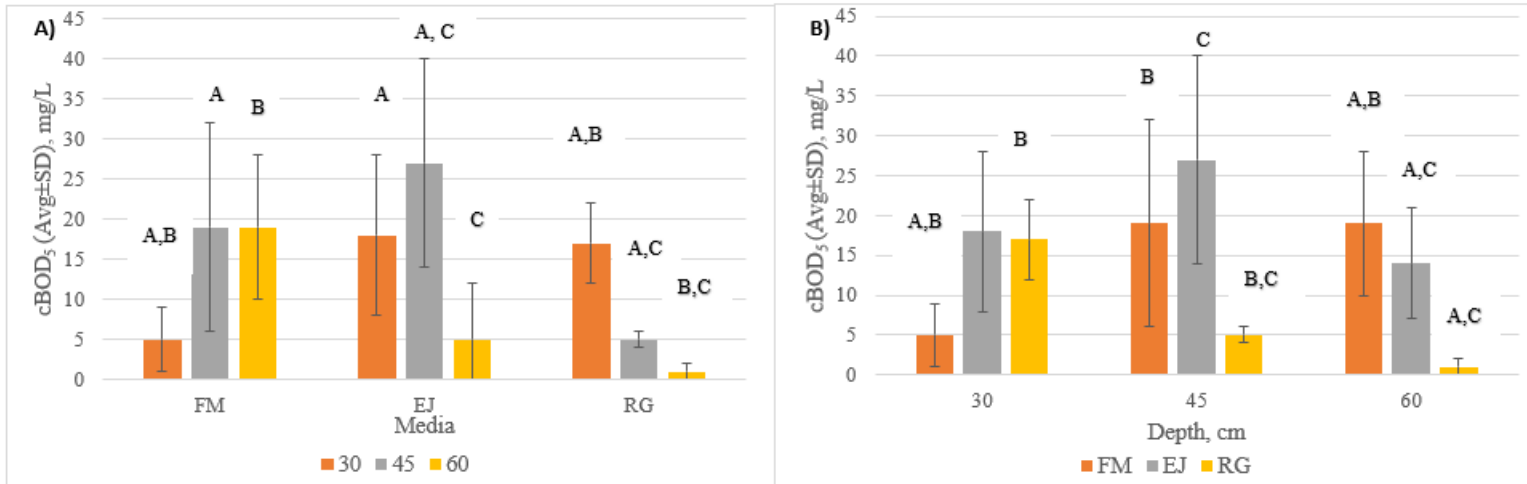 A)
cBOD5 (Avg±SD), mg/L
45
40
35
30
25
20
15
10
5
0
A,B
A
B
A
A, C
C
A,B
A,C
B,C
FM
EJ
RG
Media
30 45 60
B)
cBOD5 (Avg±SD), mg/L
45
40
35
30
25
20
15
10
5
0
A,B
B
B
C
B,C
A,B
A,C
A,C
30
45
60
Depth, cm
FM EJ RG